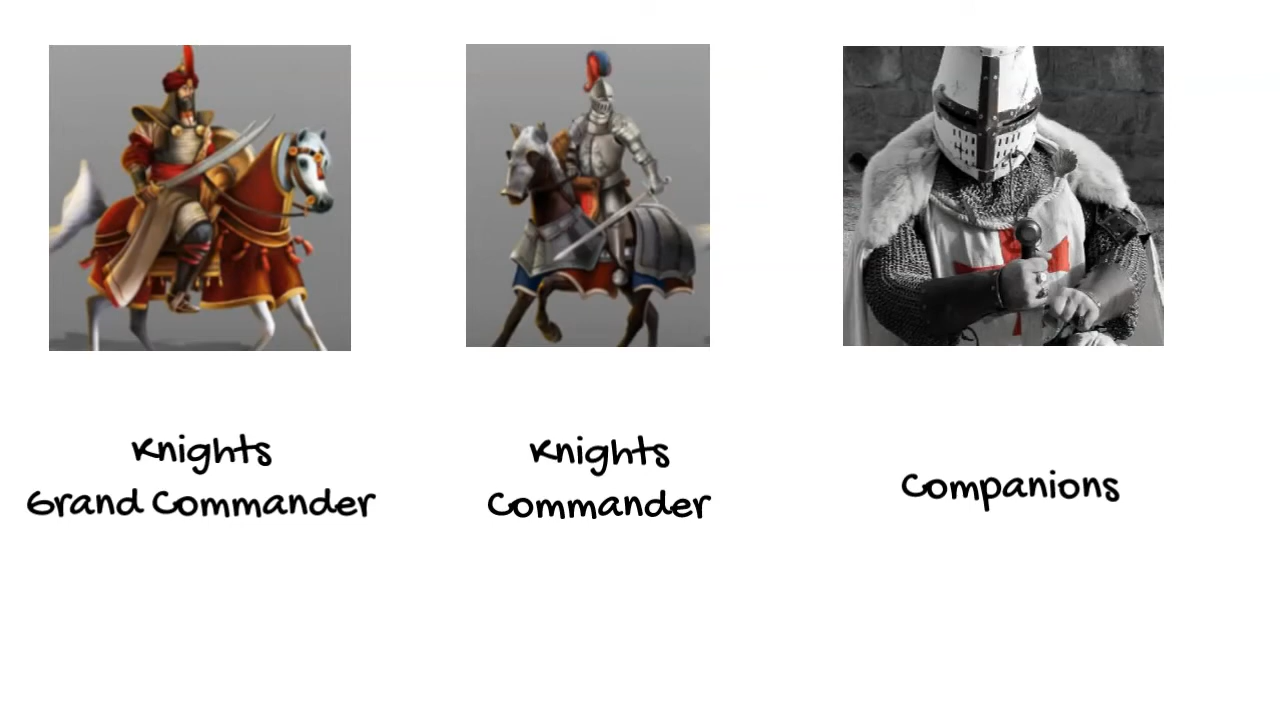 Knights
Grand Commander
Knights
Commander
Companions